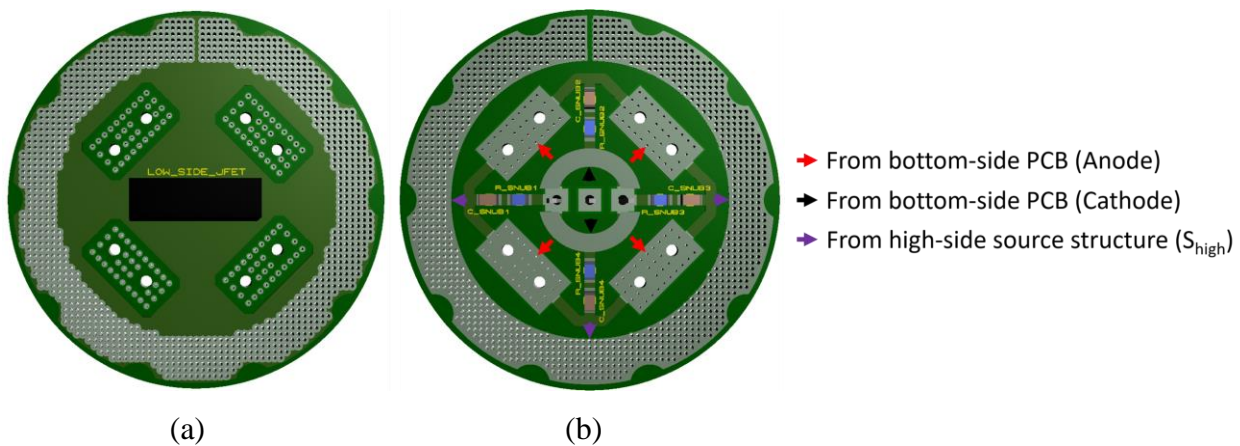 LOW_SIDE_JFET
C_SNUB2
R_SNUB2
R_SNUB1
C_SNUB3
C_SNUB1
R_SNUB3
R_SNUB4
C_SNUB4
From bottom-side PCB (Anode)
From bottom-side PCB (Cathode)
From high-side source structure (Shigh)
(a)
(b)